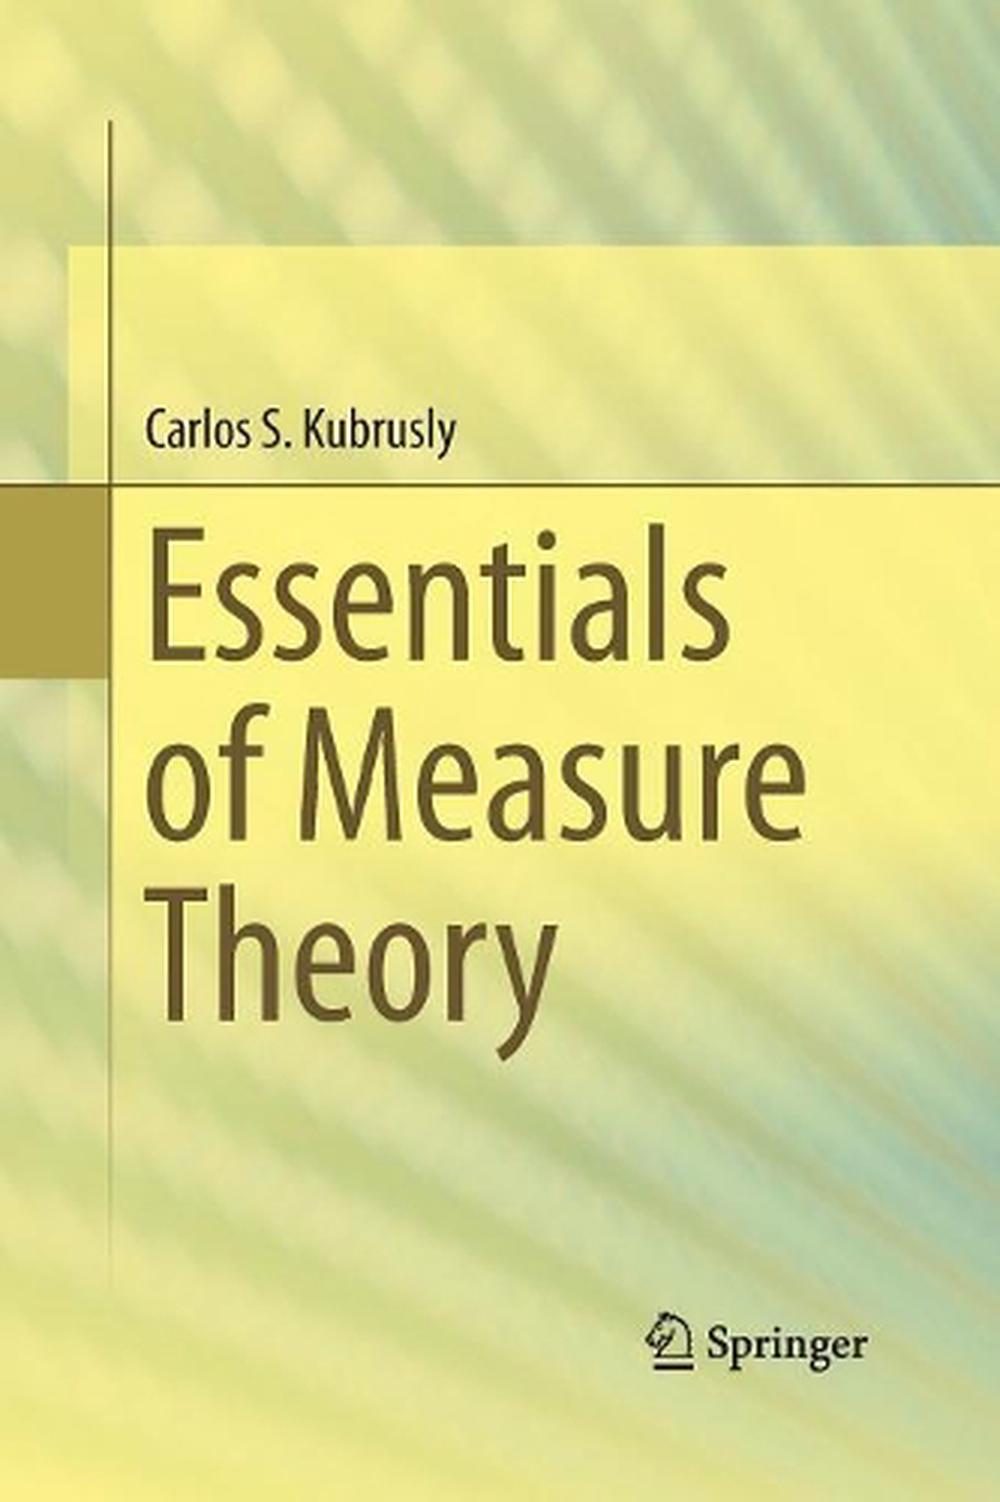 Carlos S. Kubrusly
Essentials
of Measure
Theory
Springer